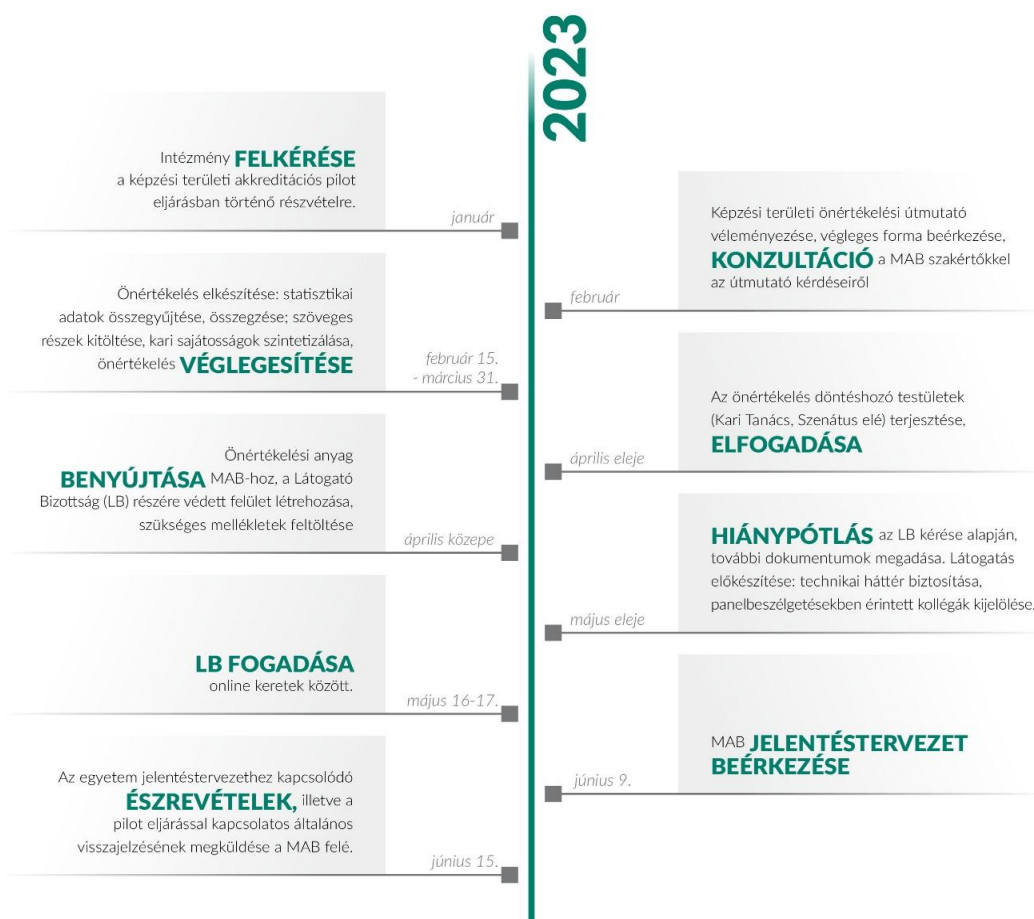 2023
Intézmény FELKÉRÉSE
a képzési területi akkreditációs pilot
eljárásban történő részvételre.
január
Képzési területi önértékelési útmutató
véleményezése, végleges forma beérkezése,
KONZULTÁCIÓ a MAB szakértőkkel
az útmutató kérdéseiről
február
Önértékelés elkészítése: statisztikai
adatok összegyűjtése, összegzése; szöveges
részek kitöltése, kari sajátosságok szintetizálása,
önértékelés VÉGLEGESÍTÉSE
február 15.
- március 31.
Az önértékelés döntéshozó testületek
(Kari Tanács, Szenátus elé) terjesztése,
ELFOGADÁSA
április eleje
Önértékelési anyag
BENYÚJTÁSA MAB-hoz, a Látogató
Bizottság (LB) részére védett felület létrehozása,
szükséges mellékletek feltöltése
április közepe
HIÁNYPÓTLÁS az LB kérése alapján,
további dokumentumok megadása. Látogatás
előkészítése: technikai háttér biztosítása,
panelbeszélgetésekben érintett kollégák kijelölése.
május eleje
LB FOGADÁSA
online keretek között.
május 16-17.
MAB JELENTÉSTERVEZET
BEÉRKEZÉSE
június 9.
Az egyetem jelentéstervezethez kapcsolódó
ÉSZREVÉTELEK, illetve a
pilot eljárással kapcsolatos általános
visszajelzésének megküldése a MAB felé.
június 15.